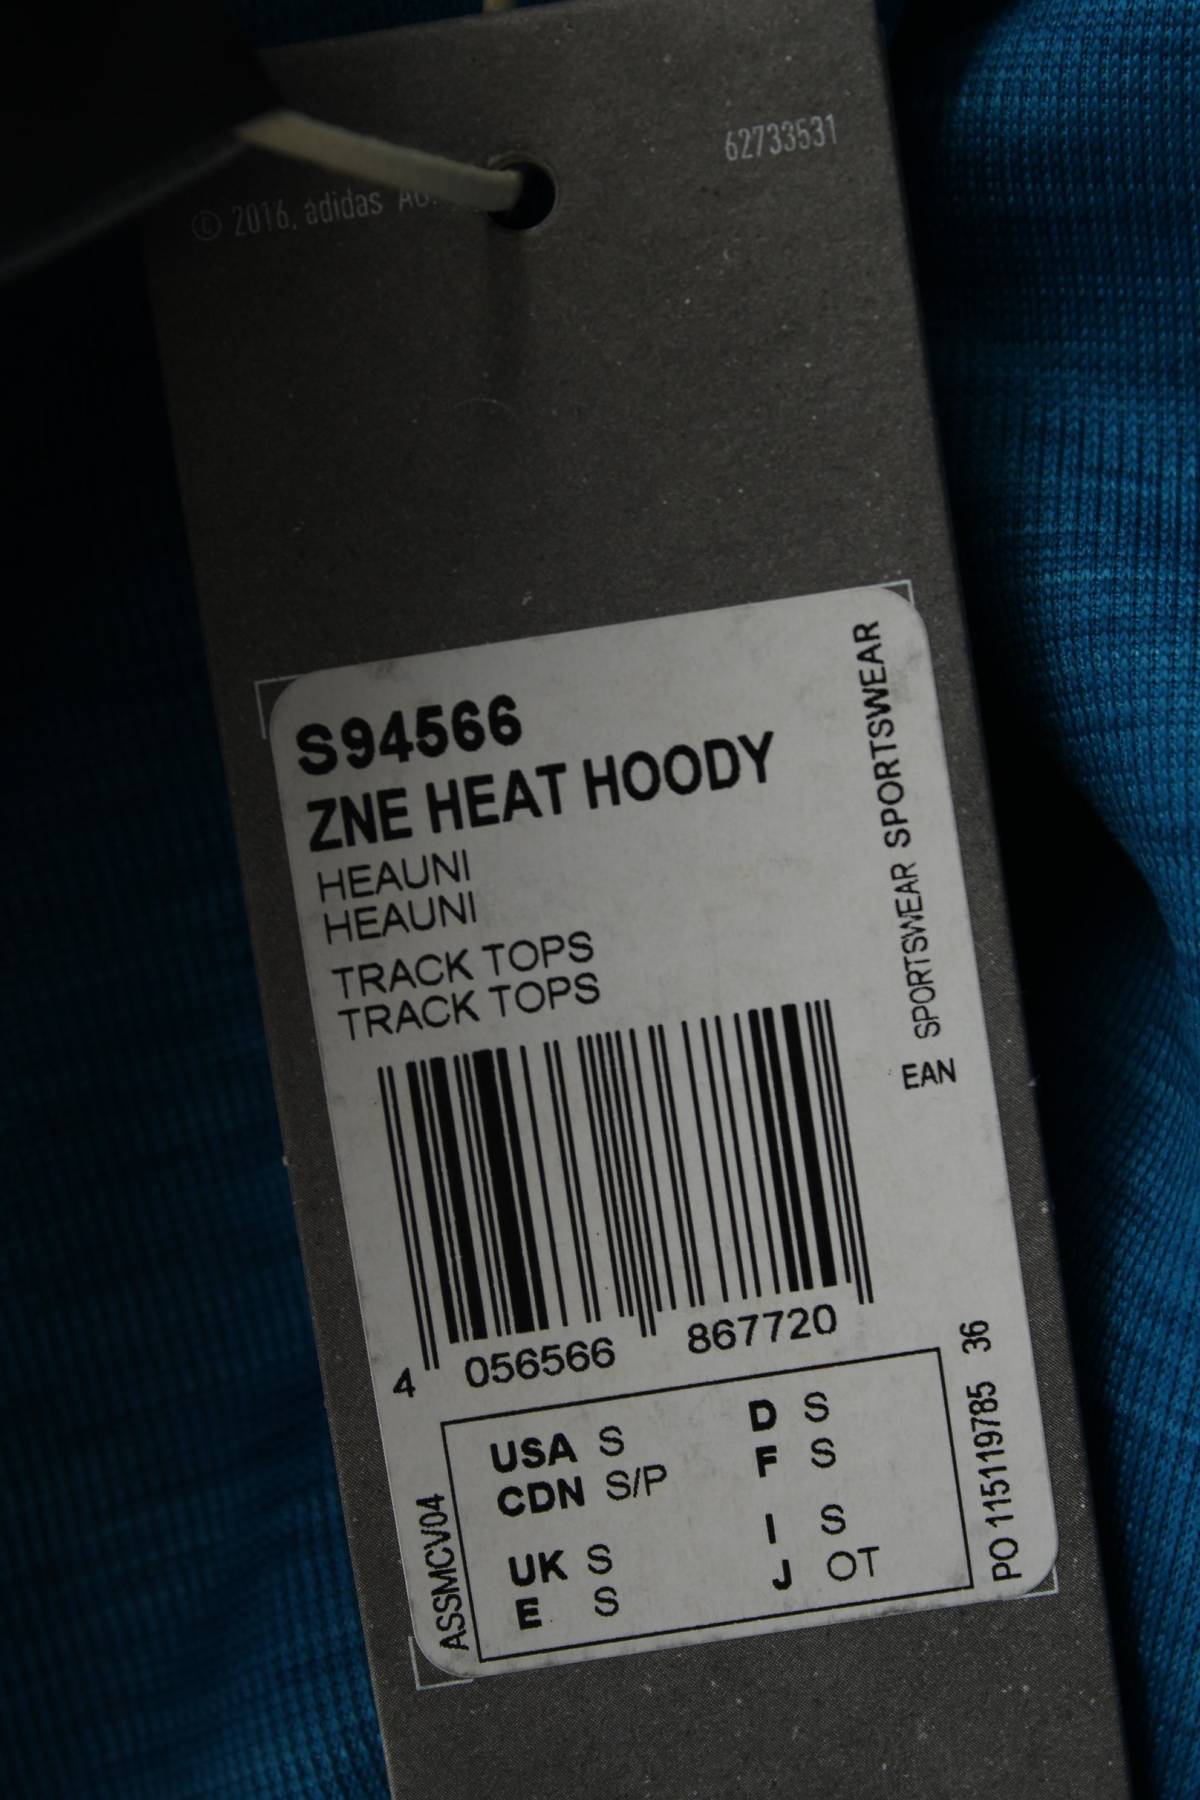 62733531
© 2016, adidas AG.
S94566
ZNE HEAT HOODY
HEAUNI
HEAUNI
TRACK TOPS
TRACK TOPS
SPORTSWEAR SPORTSWEAR
EAN
4 056566 867720
USA S
CDN S/P
UK S
E S
D S
F S
I S
J OT
ASSMCV04
PO 115119785 36